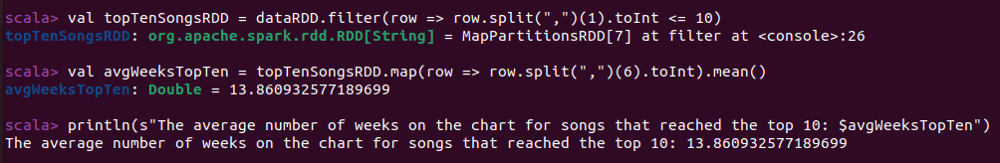 scala> val topTenSongsRDD = dataRDD.filter(row => row.split(",")(1).toInt <= 10)
topTenSongsRDD: org.apache.spark.rdd.RDD[String] = MapPartitionsRDD[7] at filter at <console>:26
scala> val avgWeeksTopTen = topTenSongsRDD.map(row => row.split(",")(6).toInt).mean()
avgWeeksTopTen: Double = 13.860932577189699
scala> println(s"The average number of weeks on the chart for songs that reached the top 10: $avgWeeksTopTen")
The average number of weeks on the chart for songs that reached the top 10: 13.860932577189699